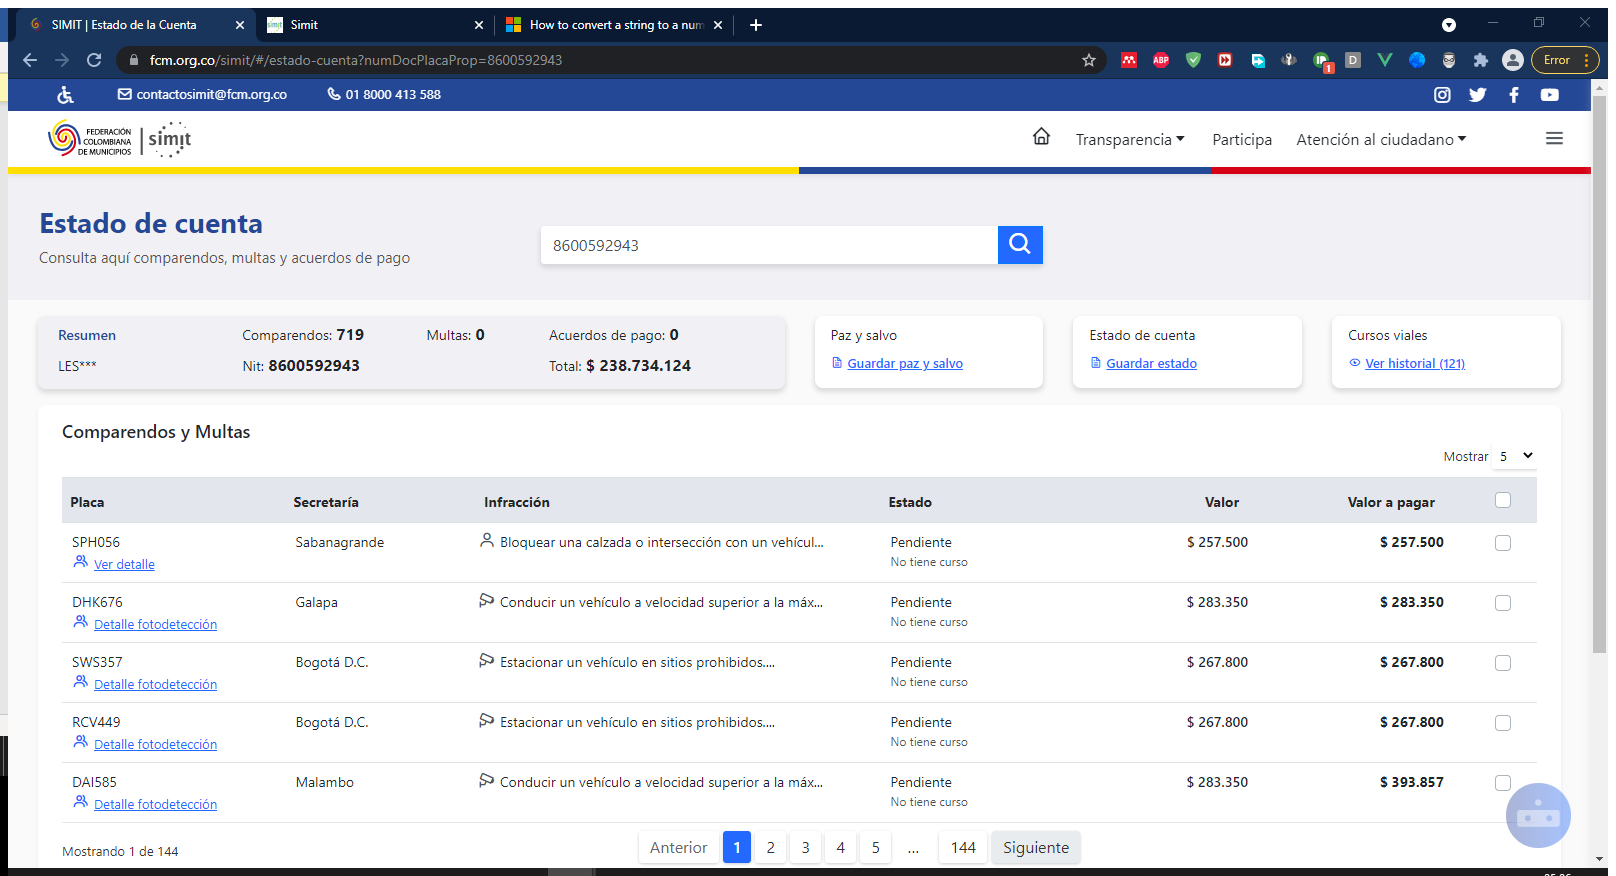 SIMIT | Estado de la Cuenta
Simit
How to convert a string to a num
fcm.org.co/simit/#/estado-cuenta?numDocPlacaProp=8600592943
ABP
1
D
Error
contactosimit@fcm.org.co
01 8000 413 588
FEDERACIÓN
COLOMBIANA
DE MUNICIPIOS
simit
Transparencia
Participa
Atención al ciudadano
Estado de cuenta
Consulta aquí comparendos, multas y acuerdos de pago
8600592943
Resumen
Comparendos: 719
Multas: 0
Acuerdos de pago: 0
LES***
Nit: 8600592943
Total: $ 238.734.124
Paz y salvo
Guardar paz y salvo
Estado de cuenta
Guardar estado
Cursos viales
Ver historial (121)
Comparendos y Multas
Mostrar 5
Placa Secretaría Infracción Estado Valor Valor a pagar
SPH056 Sabanagrande Bloquear una calzada o intersección con un vehícul... Pendiente $ 257.500 $ 257.500
Ver detalle No tiene curso
DHK676 Galapa Conducir un vehículo a velocidad superior a la máx... Pendiente $ 283.350 $ 283.350
Detalle fotodetección No tiene curso
SWS357 Bogotá D.C. Estacionar un vehículo en sitios prohibidos.... Pendiente $ 267.800 $ 267.800
Detalle fotodetección No tiene curso
RCV449 Bogotá D.C. Estacionar un vehículo en sitios prohibidos.... Pendiente $ 267.800 $ 267.800
Detalle fotodetección No tiene curso
DAI585 Malambo Conducir un vehículo a velocidad superior a la máx... Pendiente $ 283.350 $ 393.857
Detalle fotodetección No tiene curso
Mostrando 1 de 144
Anterior 1 2 3 4 5 ... 144 Siguiente